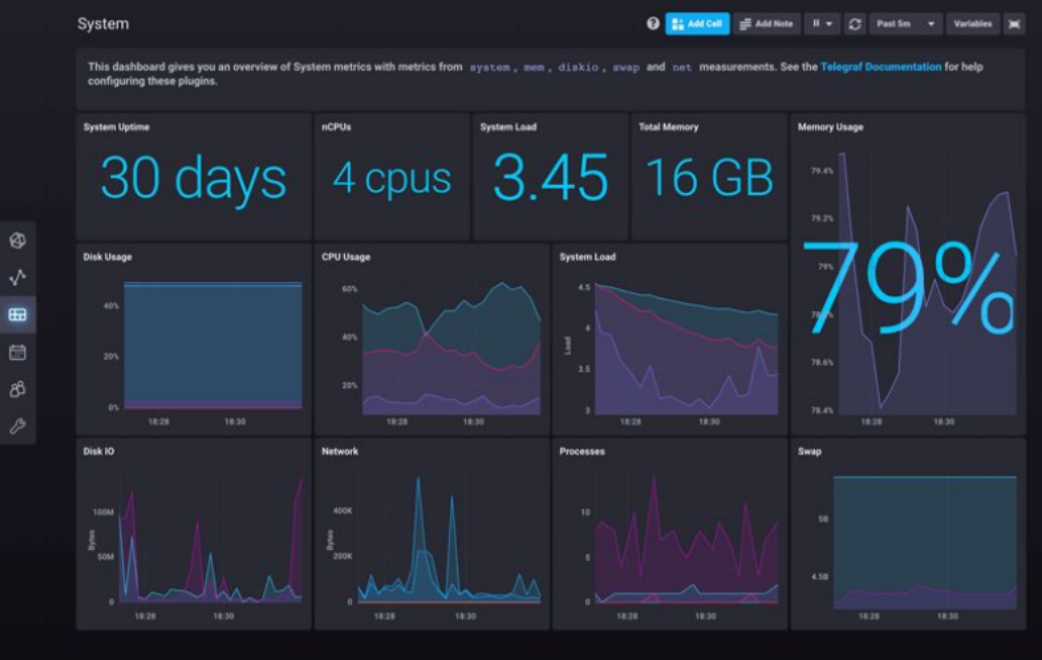 System
Add Cell
Add Note
Past 5m
Variables
This dashboard gives you an overview of System metrics with metrics from system, mem, diskio, swap and net measurements. See the Telegraf Documentation for help
configuring these plugins.
System Uptime
nCPUs
System Load
Total Memory
Memory Usage
30 days
4 cpus
3.45
16 GB
79%
79.4%
79.2%
79%
78.6%
78.4%
18:28
18:30
Disk Usage
CPU Usage
System Load
40%
20%
0%
18:28
18:30
60%
40%
20%
18:28
18:30
Load
4.5
4
3.5
3
18:28
18:30
Disk IO
Network
Processes
Swap
Bytes
100M
50M
0
18:28
18:30
Bytes
400K
200K
0
18:28
18:30
10
5
0
18:28
18:30
5B
4.5B
18:28
18:30